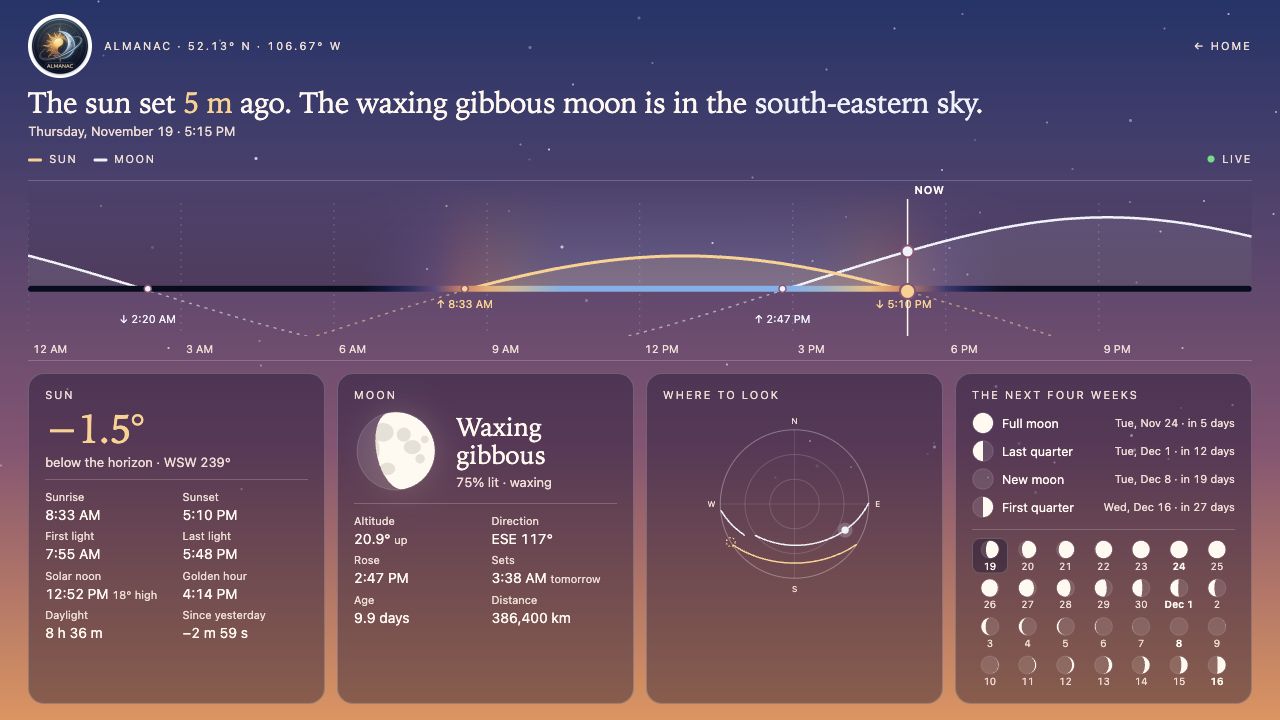 ALMANAC
ALMANAC · 52.13° N · 106.67° W
← HOME
The sun set 5 m ago. The waxing gibbous moon is in the south-eastern sky.
Thursday, November 19 · 5:15 PM
SUN
MOON
LIVE
NOW
↑ 8:33 AM
↓ 5:10 PM
↓ 2:20 AM
↑ 2:47 PM
12 AM
3 AM
6 AM
9 AM
12 PM
3 PM
6 PM
9 PM
SUN
−1.5°
below the horizon · WSW 239°
Sunrise
8:33 AM
Sunset
5:10 PM
First light
7:55 AM
Last light
5:48 PM
Solar noon
12:52 PM 18° high
Golden hour
4:14 PM
Daylight
8 h 36 m
Since yesterday
−2 m 59 s
MOON
Waxing
gibbous
75% lit · waxing
Altitude
20.9° up
Direction
ESE 117°
Rose
2:47 PM
Sets
3:38 AM tomorrow
Age
9.9 days
Distance
386,400 km
WHERE TO LOOK
N
W
E
S
THE NEXT FOUR WEEKS
Full moon
Tue, Nov 24 · in 5 days
Last quarter
Tue, Dec 1 · in 12 days
New moon
Tue, Dec 8 · in 19 days
First quarter
Wed, Dec 16 · in 27 days
19 20 21 22 23 24 25
26 27 28 29 30 Dec 1 2
3 4 5 6 7 8 9
10 11 12 13 14 15 16